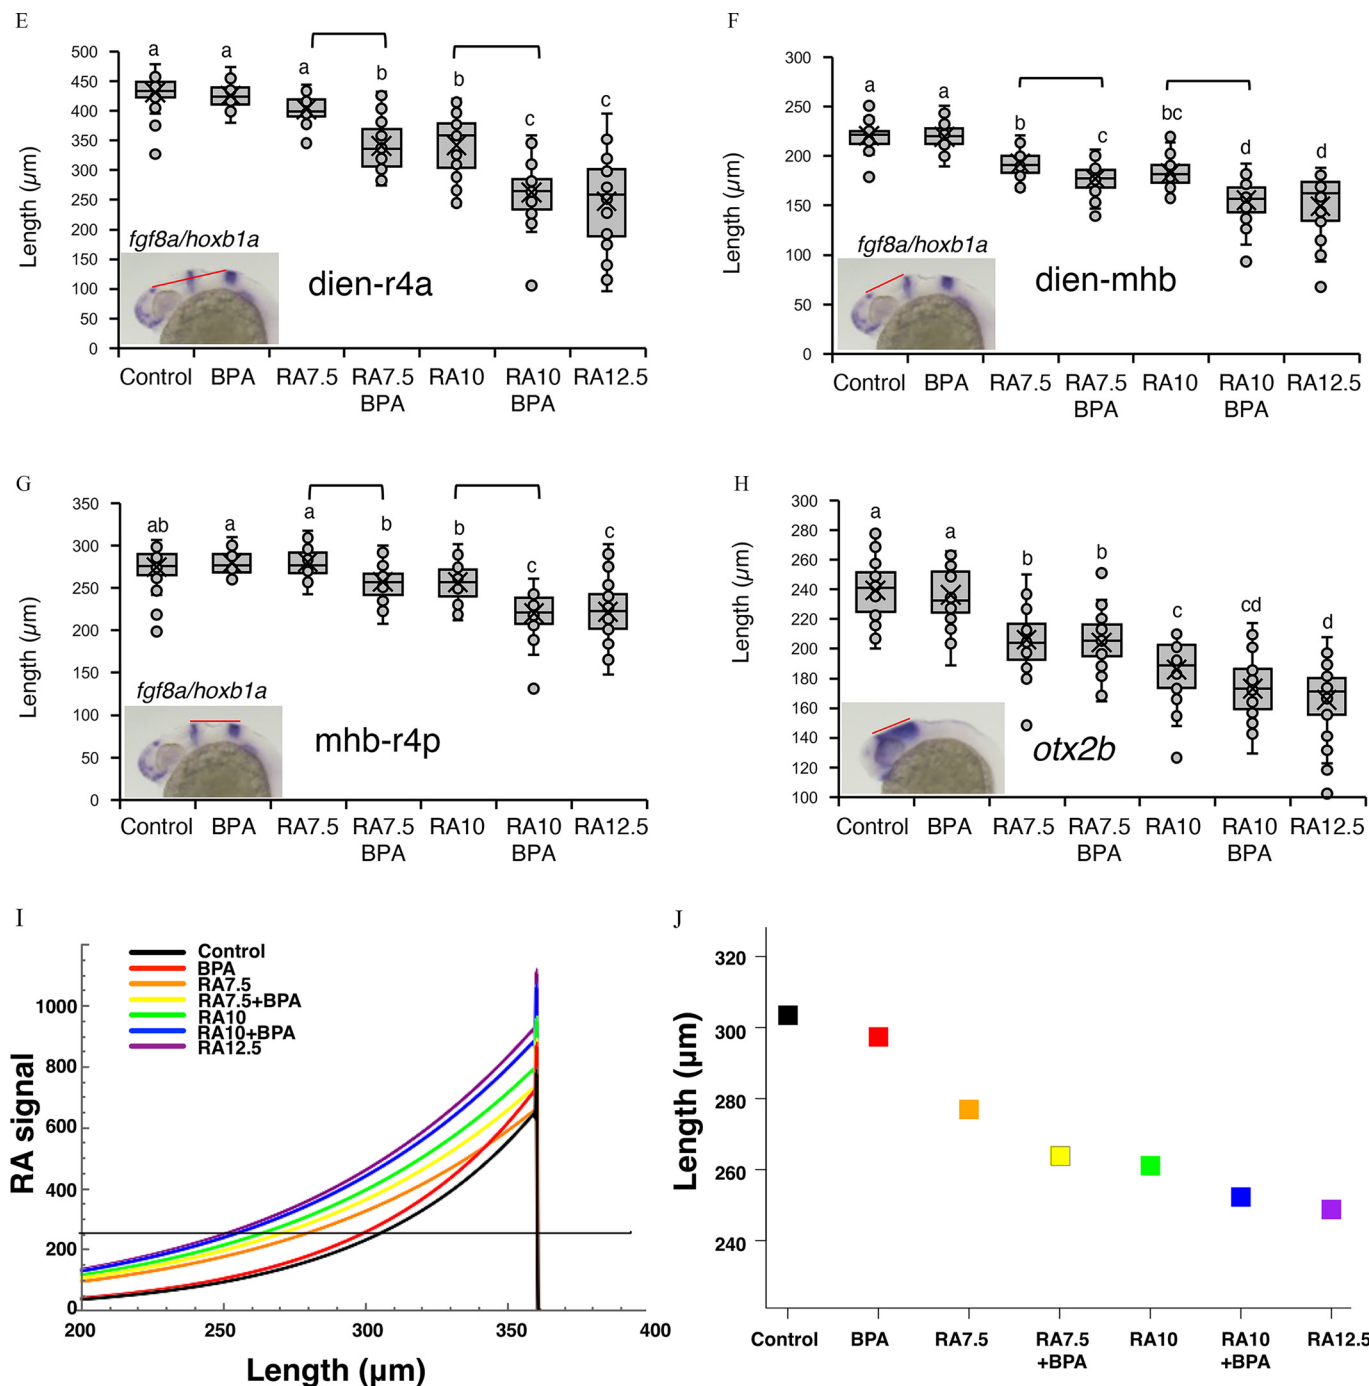 E
500
450
400
350
300
250
200
150
100
50
0
Length (µm)
a
a
a
b
b
c
c
fgf8a/hoxb1a
dien-r4a
Control
BPA
RA7.5
RA7.5
BPA
RA10
RA10
BPA
RA12.5
F
300
250
200
150
100
50
0
Length (µm)
a
a
b
c
bc
d
d
fgf8a/hoxb1a
dien-mhb
Control
BPA
RA7.5
RA7.5
BPA
RA10
RA10
BPA
RA12.5
G
350
300
250
200
150
100
50
0
Length (µm)
ab
a
a
b
b
c
c
fgf8a/hoxb1a
mhb-r4p
Control
BPA
RA7.5
RA7.5
BPA
RA10
RA10
BPA
RA12.5
H
300
280
260
240
220
200
180
160
140
120
100
Length (µm)
a
a
b
b
c
cd
d
otx2b
Control
BPA
RA7.5
RA7.5
BPA
RA10
RA10
BPA
RA12.5
I
Control
BPA
RA7.5
RA7.5+BPA
RA10
RA10+BPA
RA12.5
1000
800
600
400
200
0
RA signal
200
250
300
350
400
Length (µm)
J
320
300
280
260
240
Length (µm)
Control
BPA
RA7.5
RA7.5
+BPA
RA10
RA10
+BPA
RA12.5